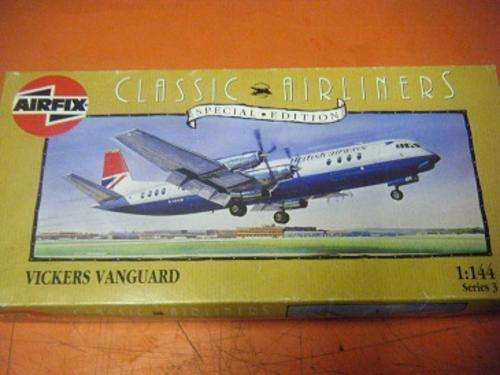 AIRFIX
CLASSIC AIRLINERS
SPECIAL • EDITION
British airways
VICKERS VANGUARD
1:144
Series 3